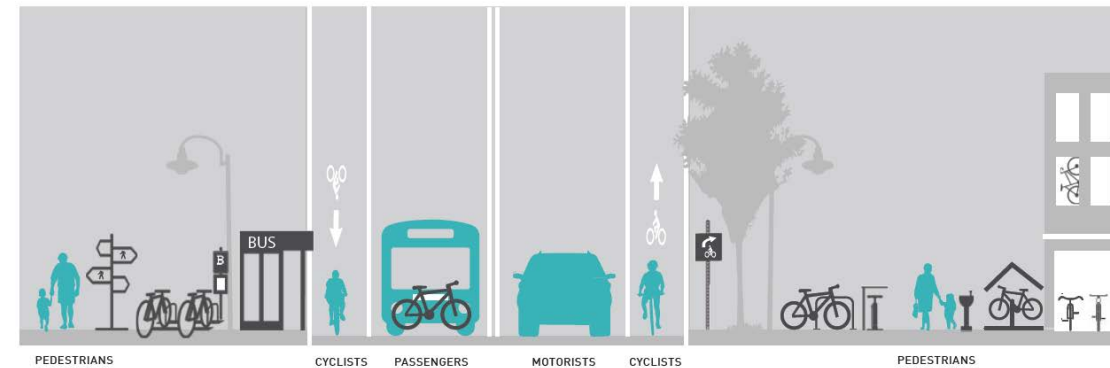 BUS
B
PEDESTRIANS
CYCLISTS
PASSENGERS
MOTORISTS
CYCLISTS
PEDESTRIANS